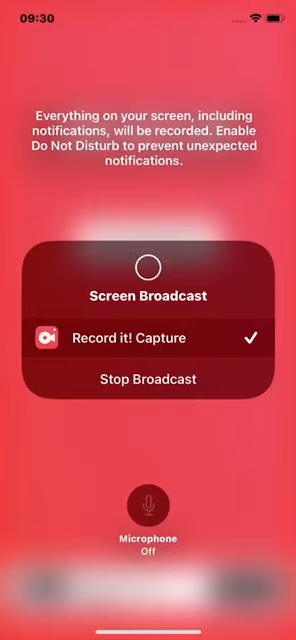 09:30
Everything on your screen, including
notifications, will be recorded. Enable
Do Not Disturb to prevent unexpected
notifications.
Screen Broadcast
Record it! Capture
Stop Broadcast
Microphone
Off